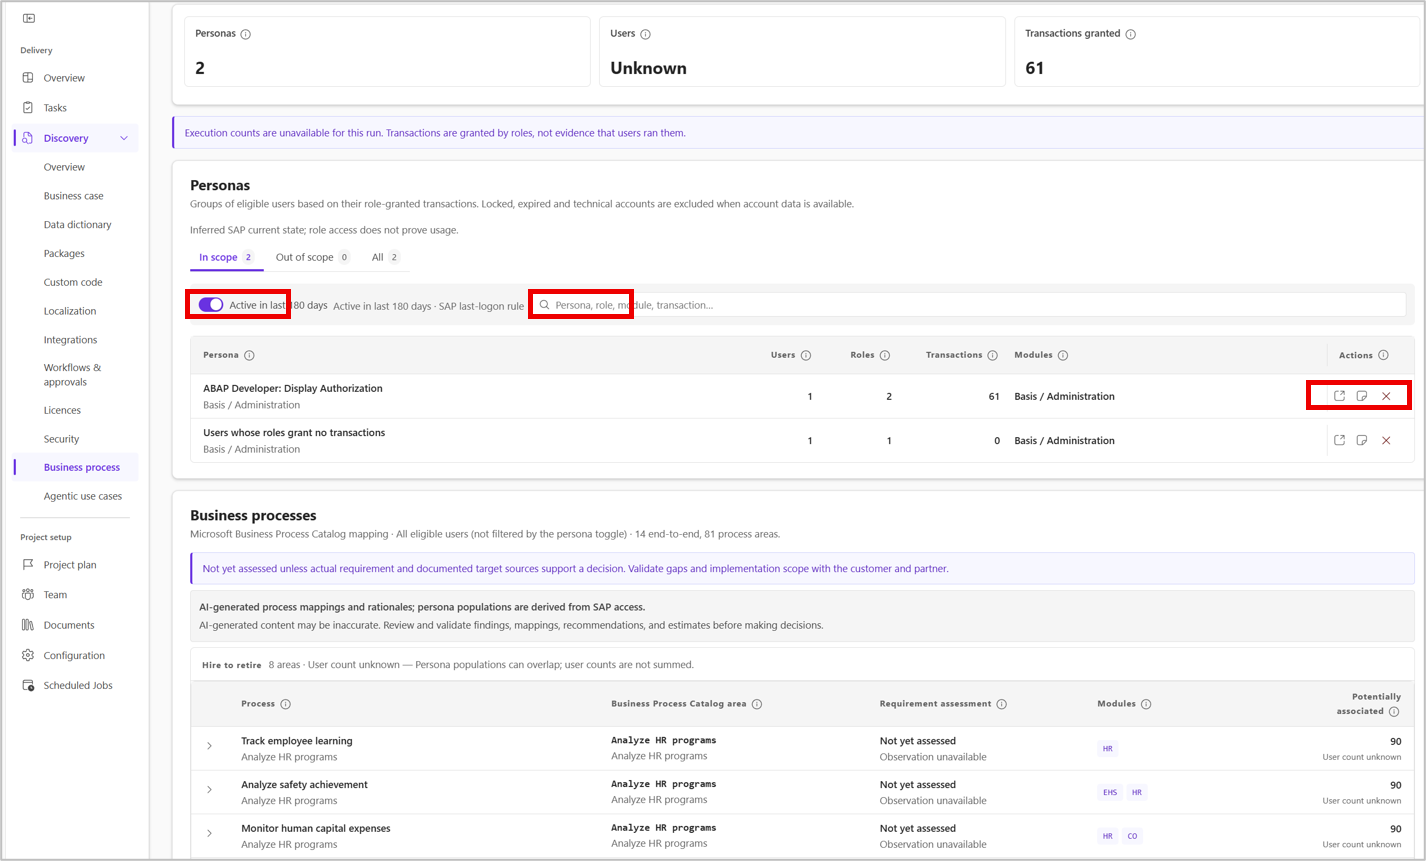 Delivery
Overview
Tasks
Discovery
Overview
Business case
Data dictionary
Packages
Custom code
Localization
Integrations
Workflows &
approvals
Licences
Security
Business process
Agentic use cases
Project setup
Project plan
Team
Documents
Configuration
Scheduled Jobs
Personas
2
Users
Unknown
Transactions granted
61
Execution counts are unavailable for this run. Transactions are granted by roles, not evidence that users ran them.
Personas
Groups of eligible users based on their role-granted transactions. Locked, expired and technical accounts are excluded when account data is available.
Inferred SAP current state; role access does not prove usage.
In scope 2 Out of scope 0 All 2
Active in last 180 days Active in last 180 days · SAP last-logon rule Persona, role, module, transaction...
Persona Users Roles Transactions Modules Actions
ABAP Developer: Display Authorization
Basis / Administration
1 2 61 Basis / Administration
Users whose roles grant no transactions
Basis / Administration
1 1 0 Basis / Administration
Business processes
Microsoft Business Process Catalog mapping · All eligible users (not filtered by the persona toggle) · 14 end-to-end, 81 process areas.
Not yet assessed unless actual requirement and documented target sources support a decision. Validate gaps and implementation scope with the customer and partner.
AI-generated process mappings and rationales; persona populations are derived from SAP access.
AI-generated content may be inaccurate. Review and validate findings, mappings, recommendations, and estimates before making decisions.
Hire to retire 8 areas · User count unknown — Persona populations can overlap; user counts are not summed.
Process Business Process Catalog area Requirement assessment Modules Potentially
associated
Track employee learning Analyze HR programs Not yet assessed HR 90
Analyze HR programs Analyze HR programs Observation unavailable User count unknown
Analyze safety achievement Analyze HR programs Not yet assessed EHS HR 90
Analyze HR programs Analyze HR programs Observation unavailable User count unknown
Monitor human capital expenses Analyze HR programs Not yet assessed HR CO 90
Analyze HR programs Analyze HR programs Observation unavailable User count unknown